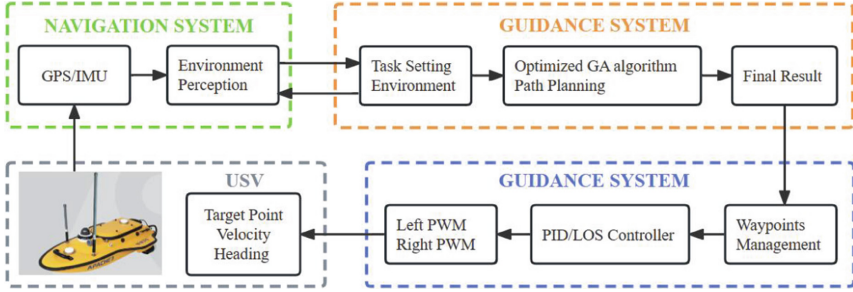 NAVIGATION SYSTEM
GPS/IMU
Environment
Perception
GUIDANCE SYSTEM
Task Setting
Environment
Optimized GA algorithm
Path Planning
Final Result
USV
Target Point
Velocity
Heading
GUIDANCE SYSTEM
Left PWM
Right PWM
PID/LOS Controller
Waypoints
Management